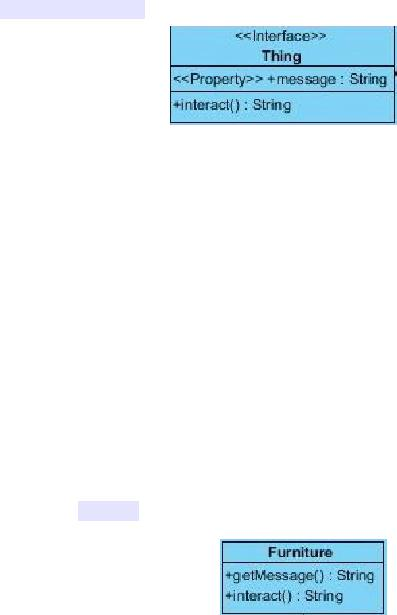 <<Interface>>
Thing
<<Property>> +message : String
+interact() : String
Furniture
+getMessage() : String
+interact() : String